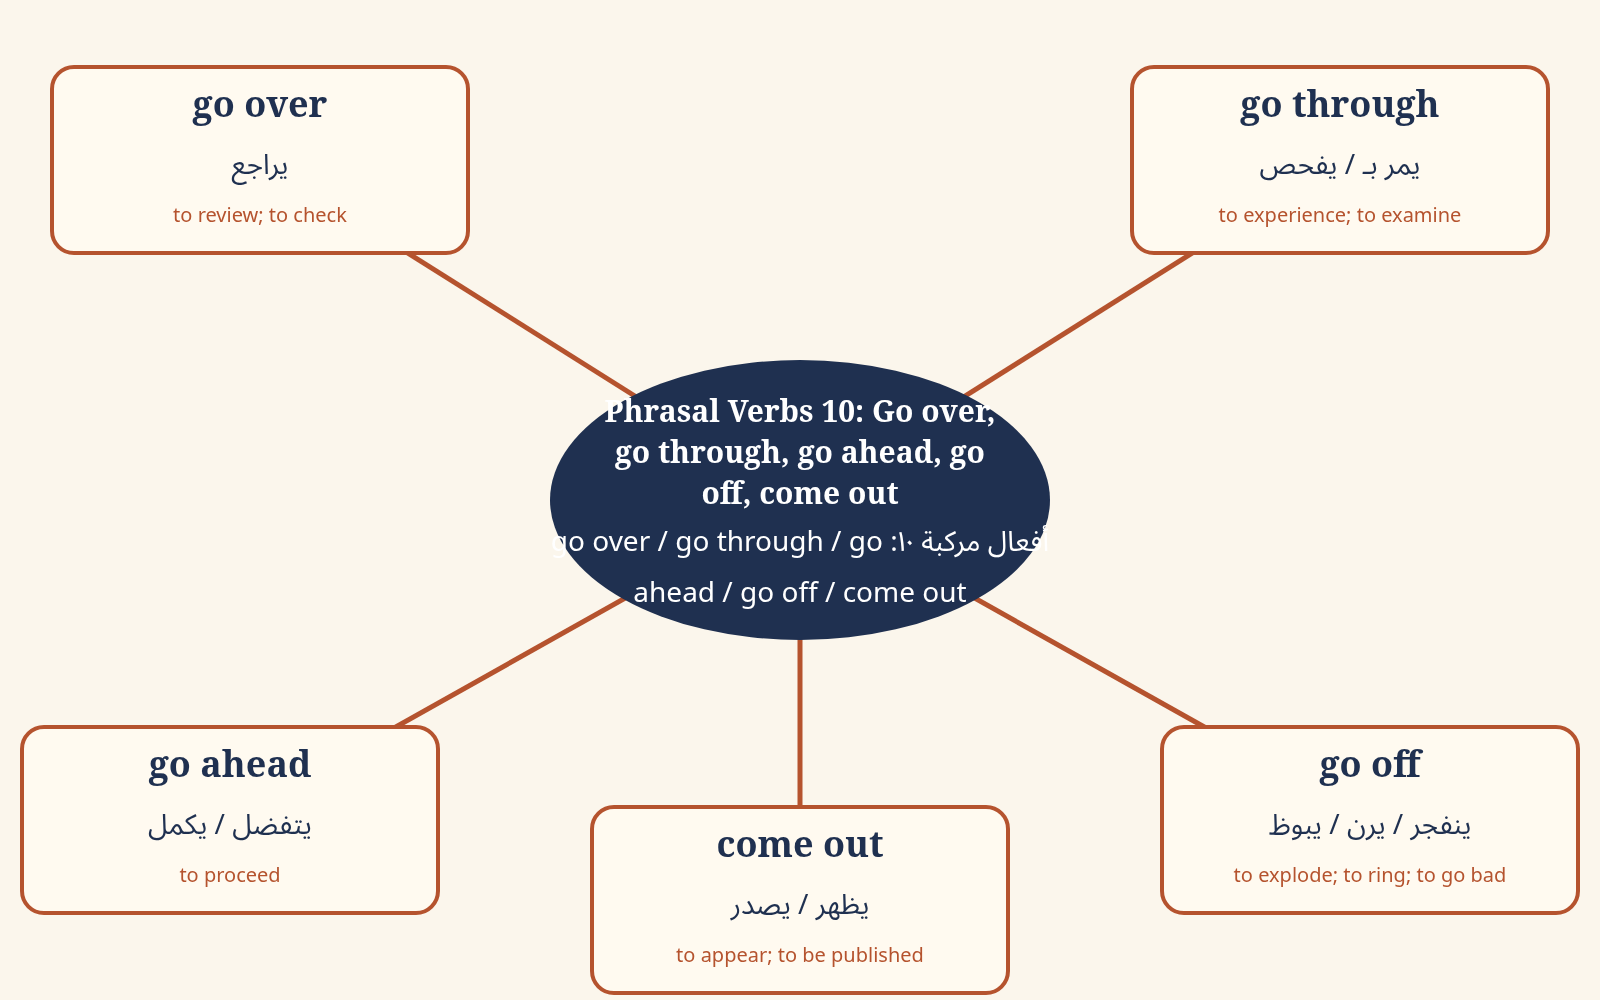 go over
يراجع
to review; to check
go through
يمر بـ / يفحص
to experience; to examine
Phrasal Verbs 10: Go over,
go through, go ahead, go
off, come out
أفعال مركبة ١٠: go over / go through / go
ahead / go off / come out
go ahead
يتفضل / يكمل
to proceed
come out
يظهر / يصدر
to appear; to be published
go off
ينفجر / يرن / يبوظ
to explode; to ring; to go bad